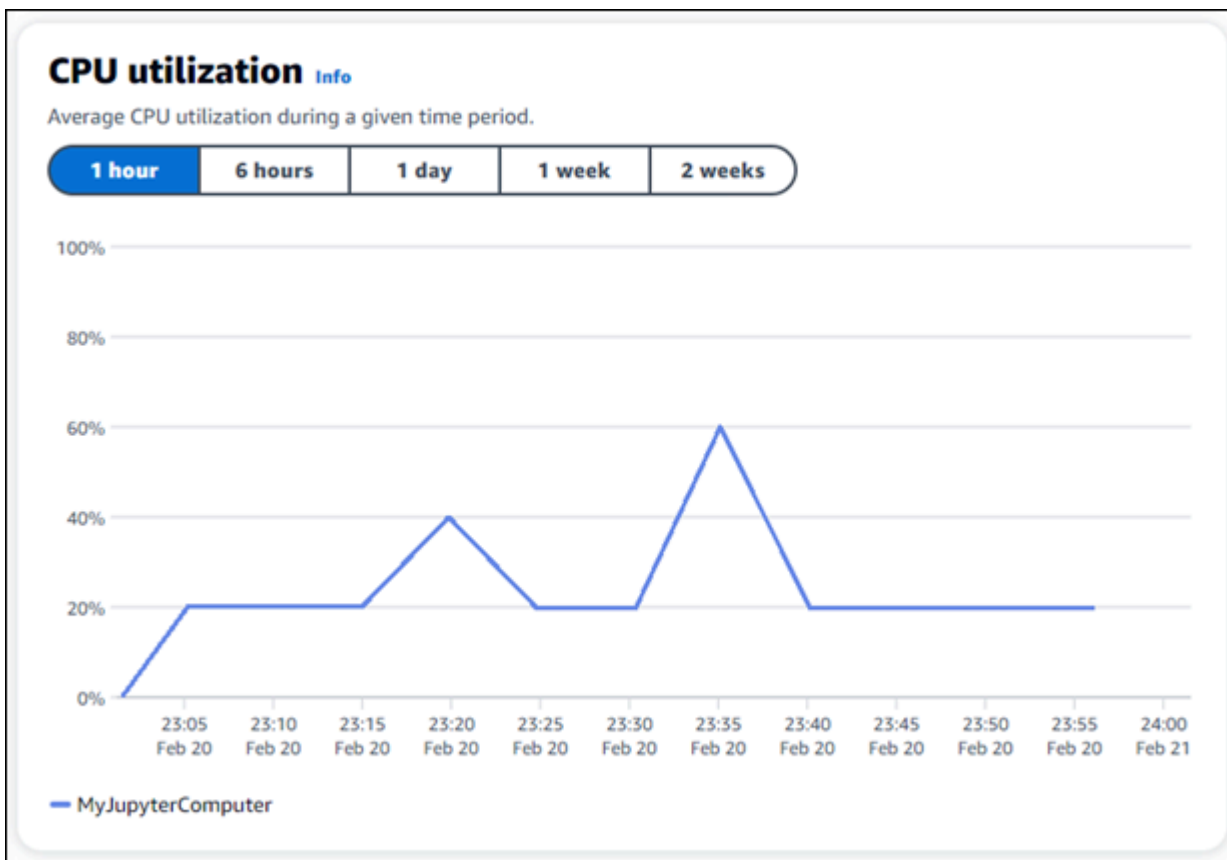 CPU utilization Info
Average CPU utilization during a given time period.
1 hour 6 hours 1 day 1 week 2 weeks
100%
80%
60%
40%
20%
0%
23:05 23:10 23:15 23:20 23:25 23:30 23:35 23:40 23:45 23:50 23:55 24:00
Feb 20 Feb 20 Feb 20 Feb 20 Feb 20 Feb 20 Feb 20 Feb 20 Feb 20 Feb 20 Feb 20 Feb 21
MyJupyterComputer